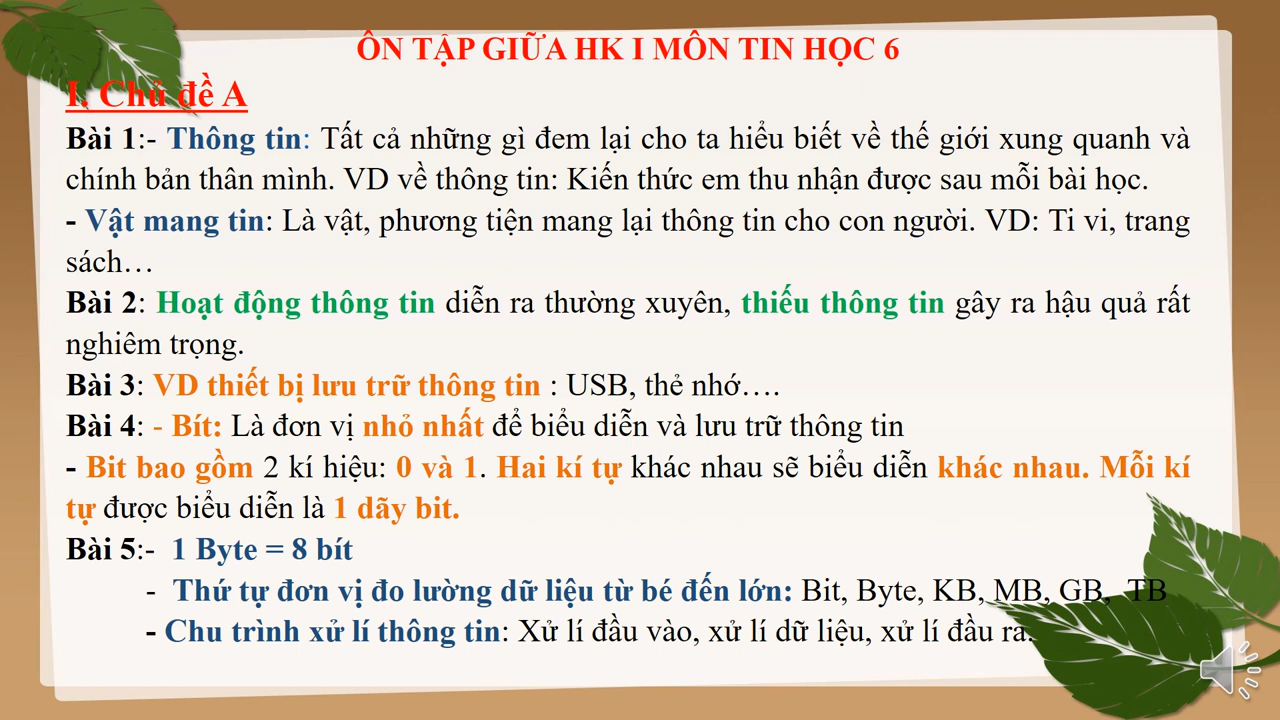 ÔN TẬP GIỮA HK I MÔN TIN HỌC 6
I. Chủ đề A
Bài 1:- Thông tin: Tất cả những gì đem lại cho ta hiểu biết về thế giới xung quanh và
chính bản thân mình. VD về thông tin: Kiến thức em thu nhận được sau mỗi bài học.
- Vật mang tin: Là vật, phương tiện mang lại thông tin cho con người. VD: Ti vi, trang
sách…
Bài 2: Hoạt động thông tin diễn ra thường xuyên, thiếu thông tin gây ra hậu quả rất
nghiêm trọng.
Bài 3: VD thiết bị lưu trữ thông tin : USB, thẻ nhớ….
Bài 4: - Bít: Là đơn vị nhỏ nhất để biểu diễn và lưu trữ thông tin
- Bit bao gồm 2 kí hiệu: 0 và 1. Hai kí tự khác nhau sẽ biểu diễn khác nhau. Mỗi kí
tự được biểu diễn là 1 dãy bit.
Bài 5:- 1 Byte = 8 bít
- Thứ tự đơn vị đo lường dữ liệu từ bé đến lớn: Bit, Byte, KB, MB, GB, TB
- Chu trình xử lí thông tin: Xử lí đầu vào, xử lí dữ liệu, xử lí đầu ra.